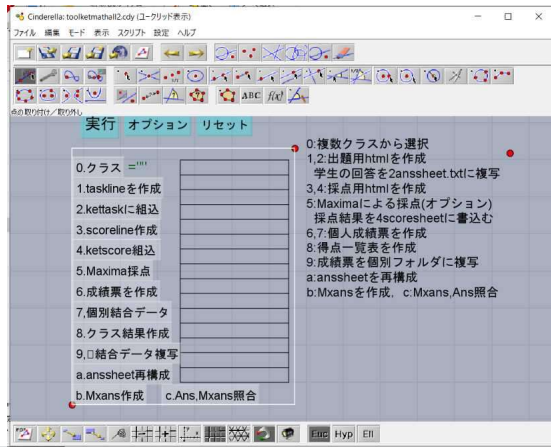 Cinderella: toolketmathall2.cdy (ユークリッド表示)
ファイル 編集 モード 表示 スクリプト 設定 ヘルプ
ABC f(x)
点の取り付け/取り外し
実行 オプション リセット
0.クラス =""
1.tasklineを作成
2.kettaskに組込
3.scoreline作成
4.ketscore組込
5.Maxima採点
6.成績票を作成
7,個別結合データ
8.クラス結果作成
9,□結合データ複写
a.anssheet再構成
b.Mxans作成 c.Ans,Mxans照合
0:複数クラスから選択
1,2:出題用htmlを作成
学生の回答を2anssheet.txtに複写
3,4:採点用htmlを作成
5:Maximaによる採点(オプション)
採点結果を4scoresheetに書込む
6,7:個人成績票を作成
8:得点一覧表を作成
9:成績票を個別フォルダに複写
a:anssheetを再構成
b:Mxansを作成, c:Mxans,Ans照合
Euc Hyp Ell